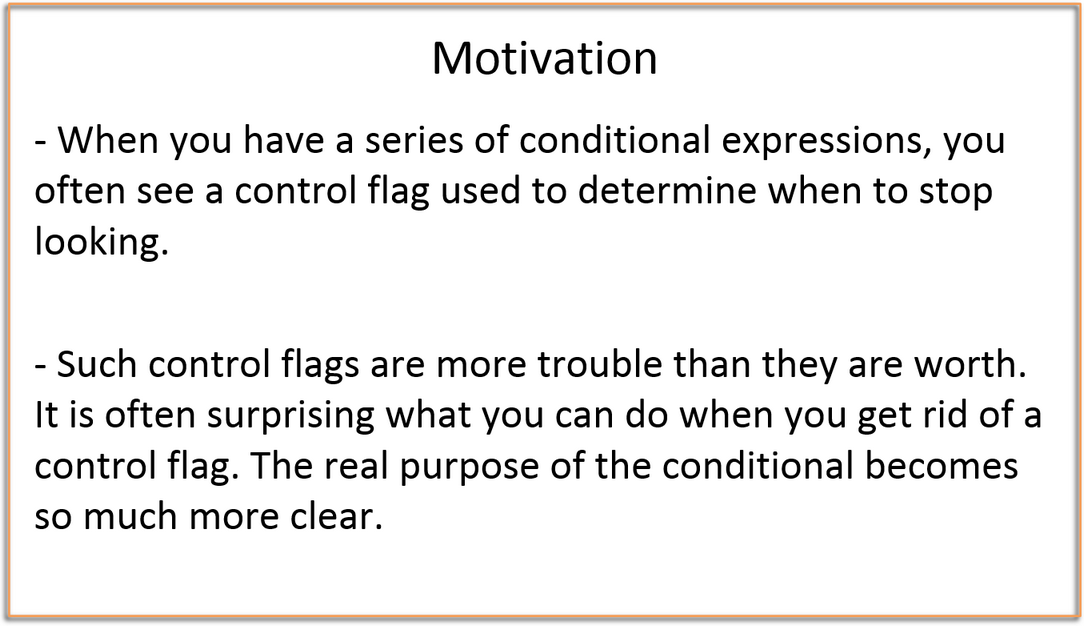 Motivation
- When you have a series of conditional expressions, you
often see a control flag used to determine when to stop
looking.
- Such control flags are more trouble than they are worth.
It is often surprising what you can do when you get rid of a
control flag. The real purpose of the conditional becomes
so much more clear.